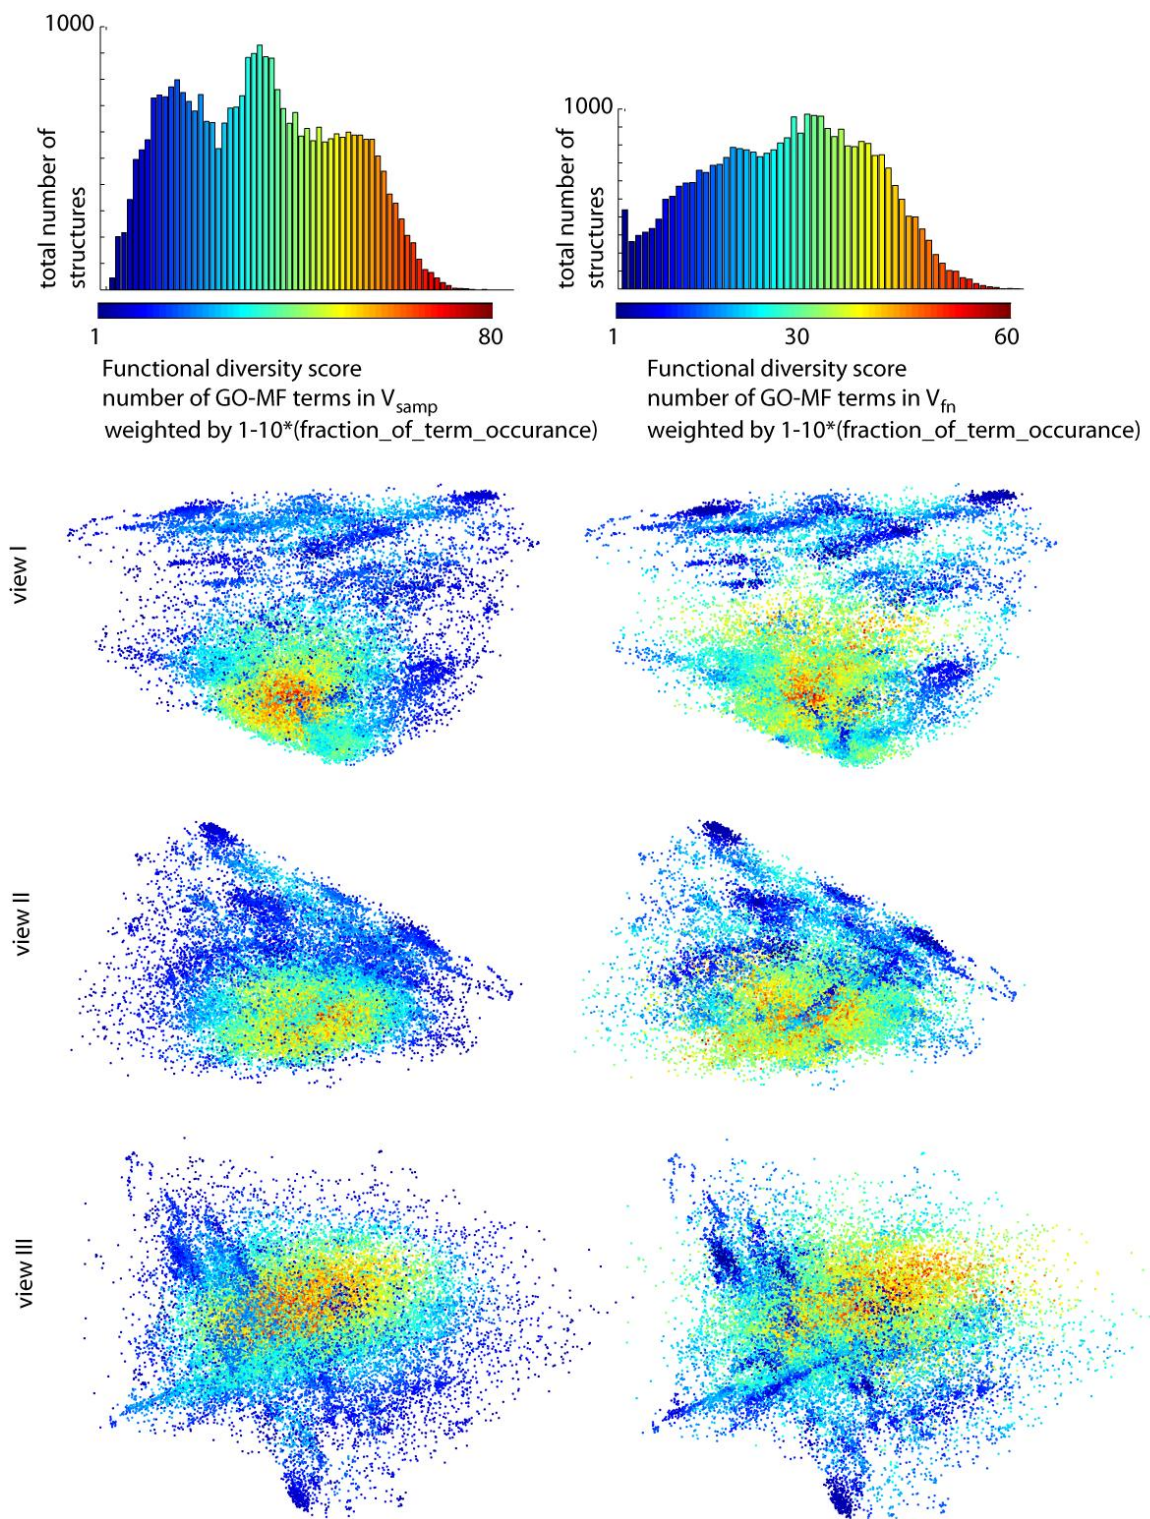 1000
total number of
structures
1
80
Functional diversity score
number of GO-MF terms in Vsamp
weighted by 1-10*(fraction_of_term_occurance)
1000
total number of
structures
1
30
60
Functional diversity score
number of GO-MF terms in Vfn
weighted by 1-10*(fraction_of_term_occurance)
view I
view II
view III